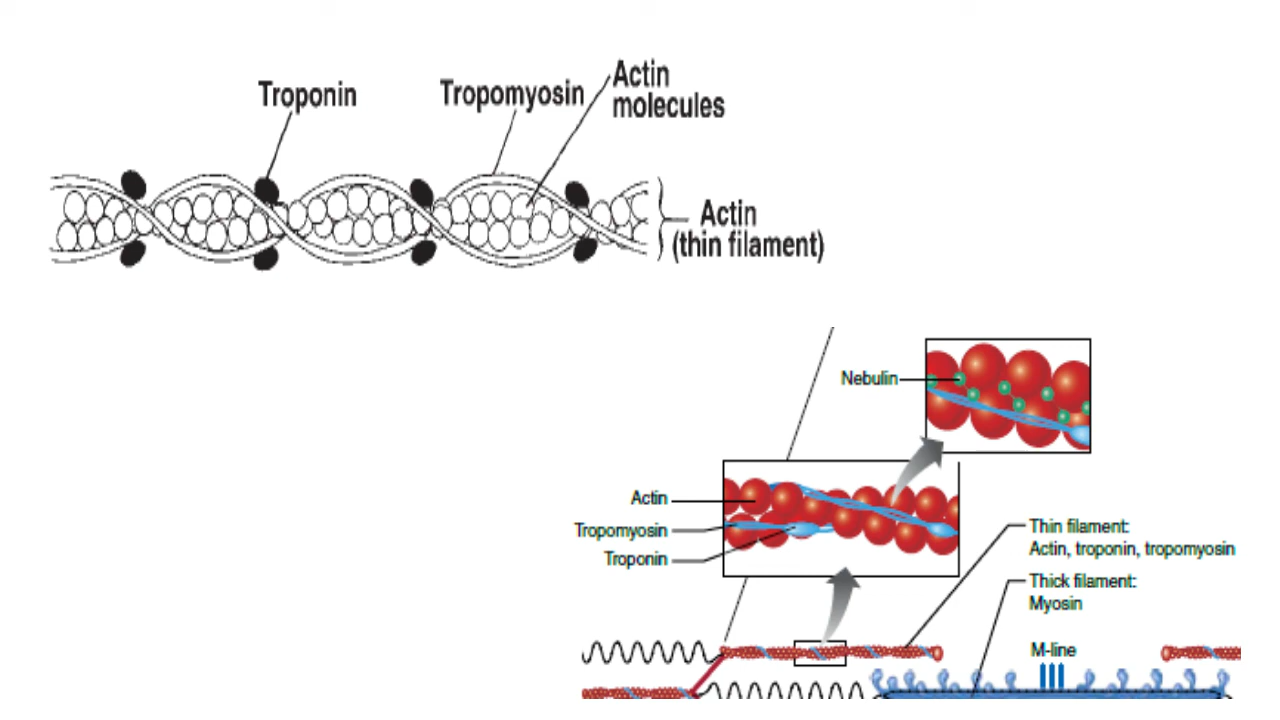 Troponin
Tropomyosin
Actin
molecules
Actin
(thin filament)
Nebulin
Actin
Tropomyosin
Troponin
Thin filament:
Actin, troponin, tropomyosin
Thick filament:
Myosin
M-line